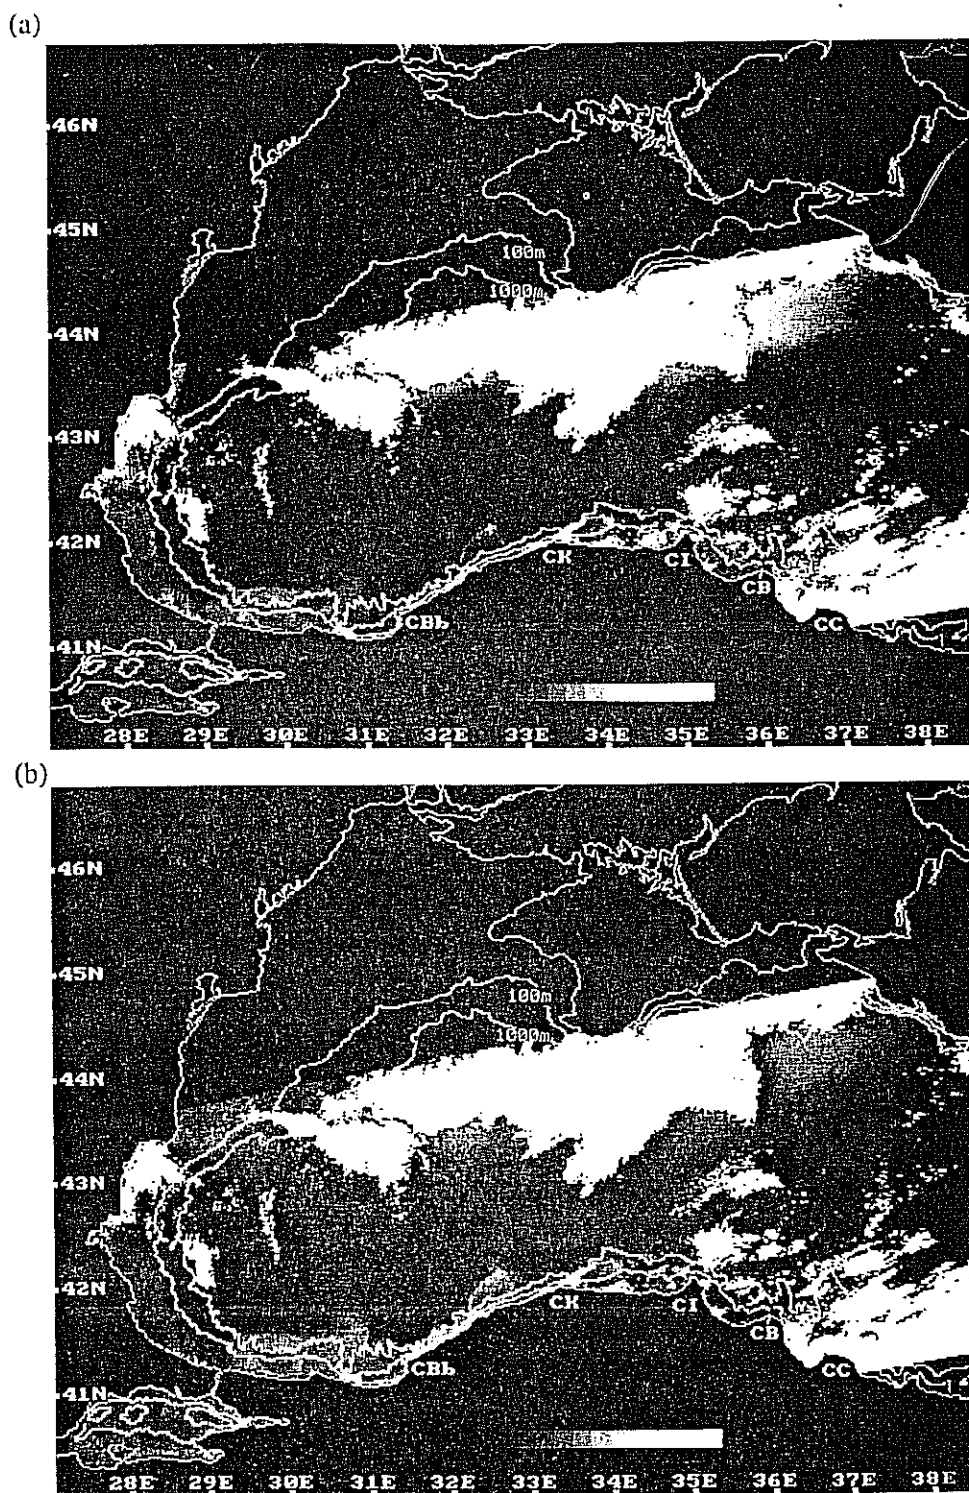 (a)
46N
45N
100m
1000m
44N
43N
42N
CK
CI
CB
CBb
CC
41N
28E 29E 30E 31E 32E 33E 34E 35E 36E 37E 38E
(b)
46N
45N
100m
1000m
44N
43N
42N
CK
CI
CB
CBb
CC
41N
28E 29E 30E 31E 32E 33E 34E 35E 36E 37E 38E